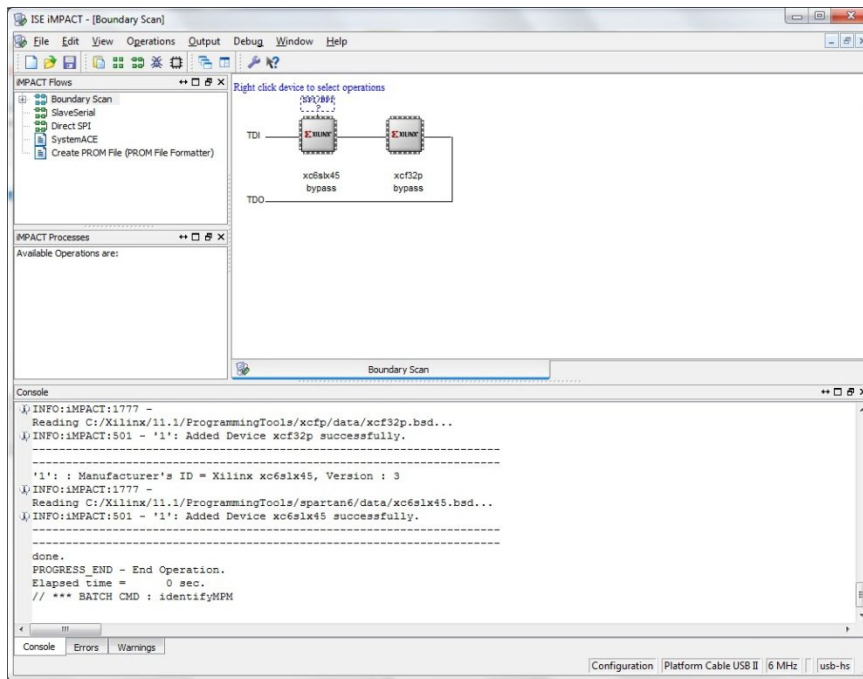 ISE iMPACT - [Boundary Scan]
File Edit View Operations Output Debug Window Help
iMPACT Flows
Boundary Scan
SlaveSerial
Direct SPI
SystemACE
Create PROM File (PROM File Formatter)
iMPACT Processes
Available Operations are:
Right click device to select operations
SPI/BPI
?
TDI
XILINX
XILINX
xc6slx45
xcf32p
bypass
bypass
TDO
Boundary Scan
Console
INFO:iMPACT:1777 -
Reading C:/Xilinx/11.1/ProgrammingTools/xcfp/data/xcf32p.bsd...
INFO:iMPACT:501 - '1': Added Device xcf32p successfully.
----------------------------------------------------------------------
----------------------------------------------------------------------
'1': : Manufacturer's ID = Xilinx xc6slx45, Version : 3
INFO:iMPACT:1777 -
Reading C:/Xilinx/11.1/ProgrammingTools/spartan6/data/xc6slx45.bsd...
INFO:iMPACT:501 - '1': Added Device xc6slx45 successfully.
----------------------------------------------------------------------
----------------------------------------------------------------------
done.
PROGRESS_END - End Operation.
Elapsed time =      0 sec.
// *** BATCH CMD : identifyMPM
Console Errors Warnings
Configuration Platform Cable USB II 6 MHz usb-hs